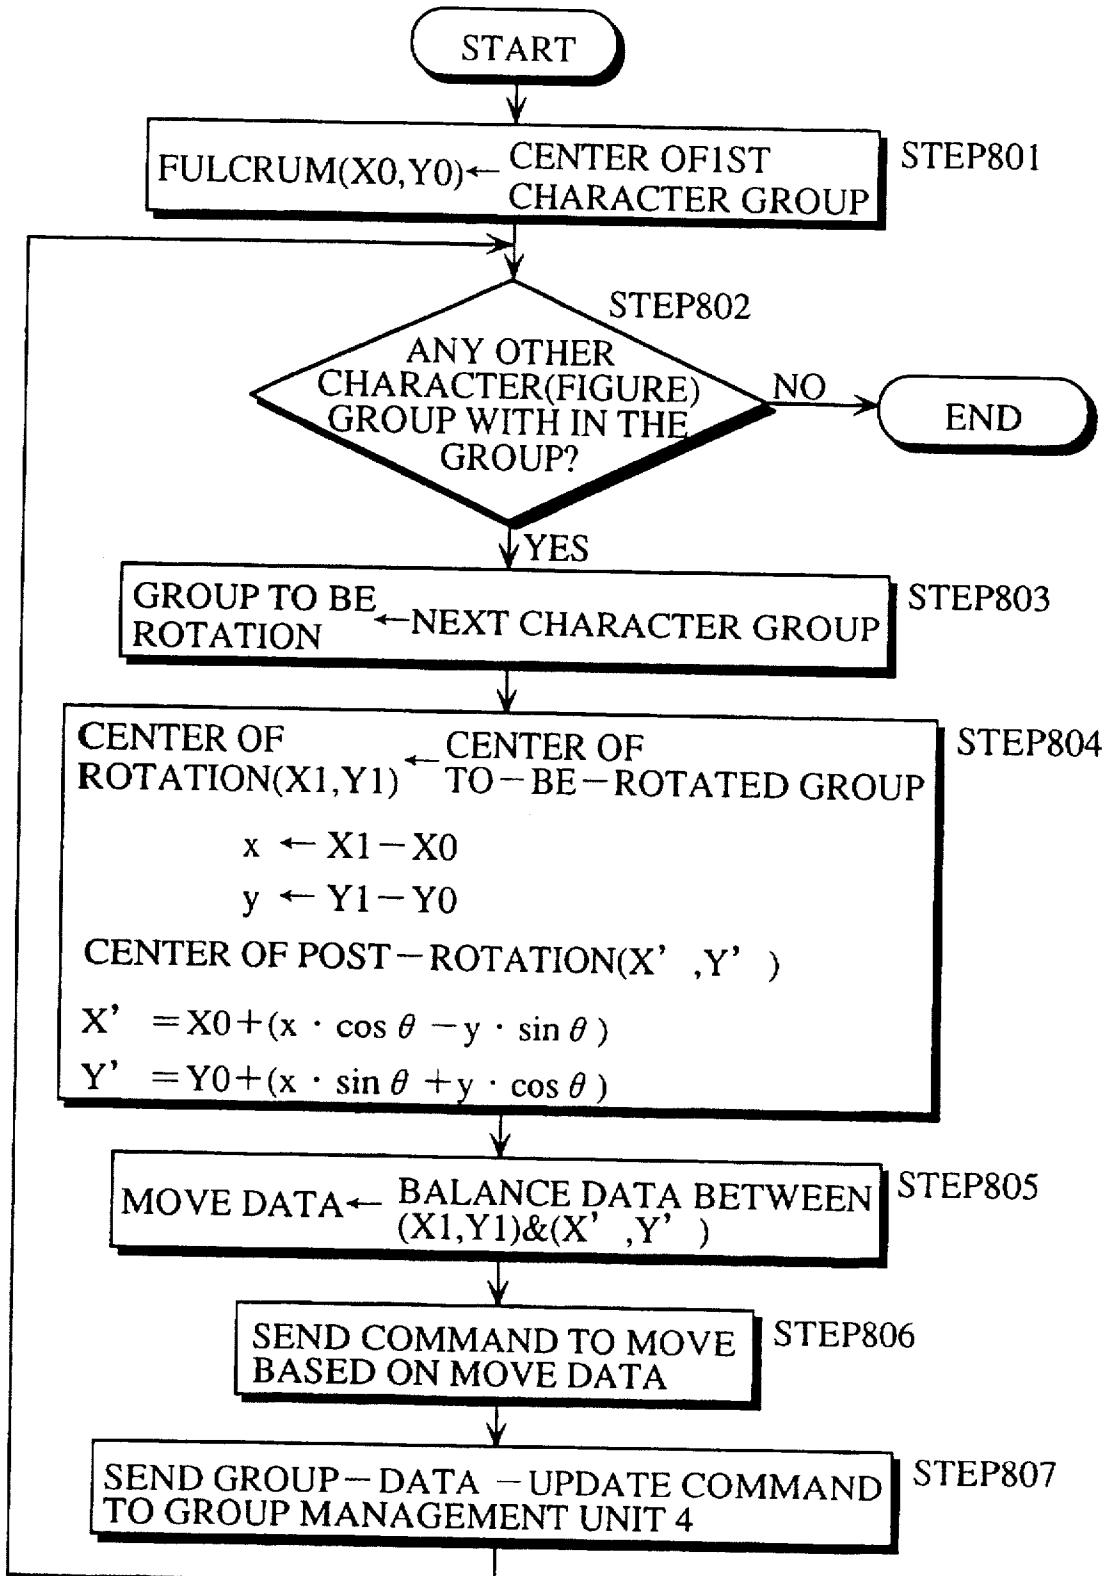 START
FULCRUM(X0,Y0)← CENTER OF1ST
CHARACTER GROUP
STEP801
STEP802
ANY OTHER
CHARACTER(FIGURE)
GROUP WITH IN THE
GROUP?
NO
END
YES
GROUP TO BE
ROTATION
←NEXT CHARACTER GROUP
STEP803
CENTER OF
ROTATION(X1,Y1)
← CENTER OF
TO−BE−ROTATED GROUP
STEP804
x ← X1−X0
y ← Y1−Y0
CENTER OF POST−ROTATION(X’ ,Y’ )
X’ =X0+(x · cos θ −y · sin θ )
Y’ =Y0+(x · sin θ +y · cos θ )
MOVE DATA← BALANCE DATA BETWEEN
(X1,Y1)&(X’ ,Y’ )
STEP805
SEND COMMAND TO MOVE
BASED ON MOVE DATA
STEP806
SEND GROUP−DATA −UPDATE COMMAND
TO GROUP MANAGEMENT UNIT 4
STEP807